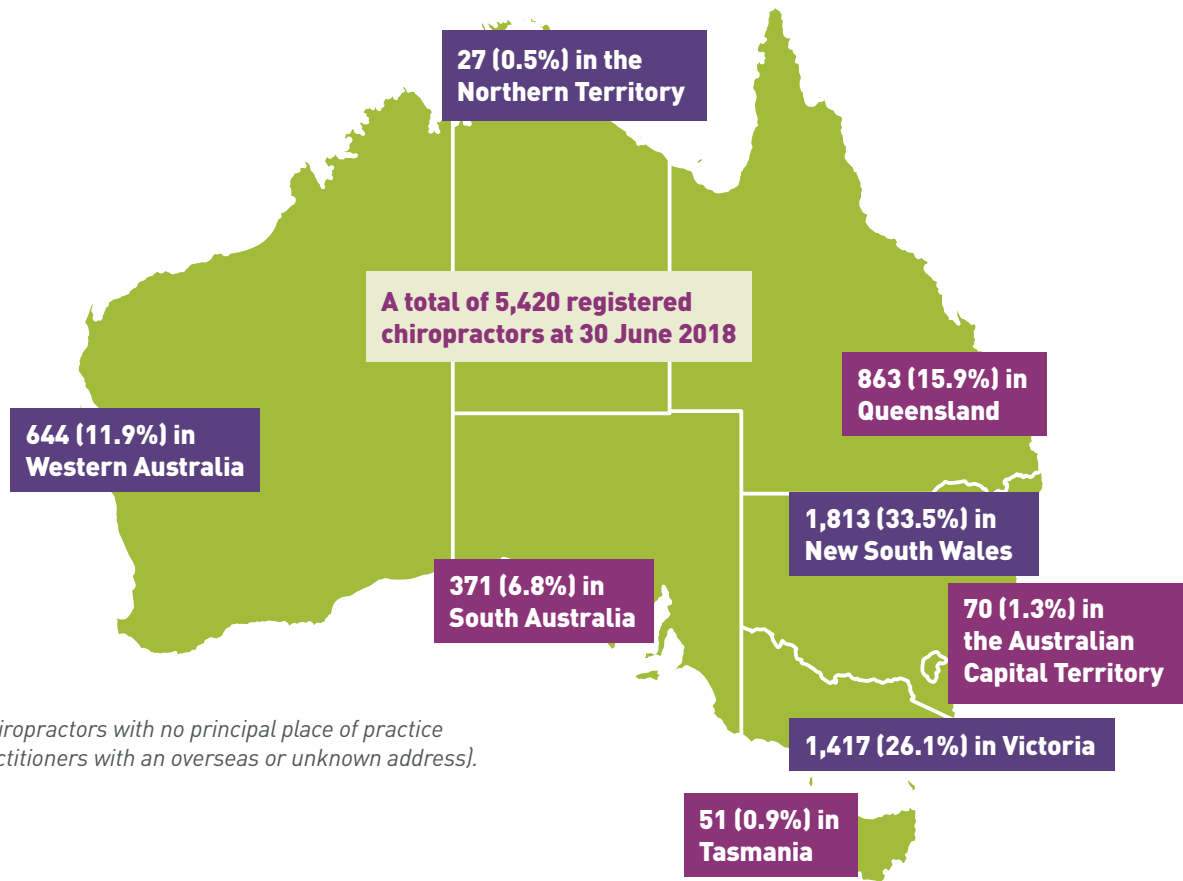 27 (0.5%) in the
Northern Territory
A total of 5,420 registered
chiropractors at 30 June 2018
863 (15.9%) in
Queensland
644 (11.9%) in
Western Australia
1,813 (33.5%) in
New South Wales
371 (6.8%) in
South Australia
70 (1.3%) in
the Australian
Capital Territory
with no principal place of practice
with an overseas or unknown address).
1,417 (26.1%) in Victoria
51 (0.9%) in
Tasmania